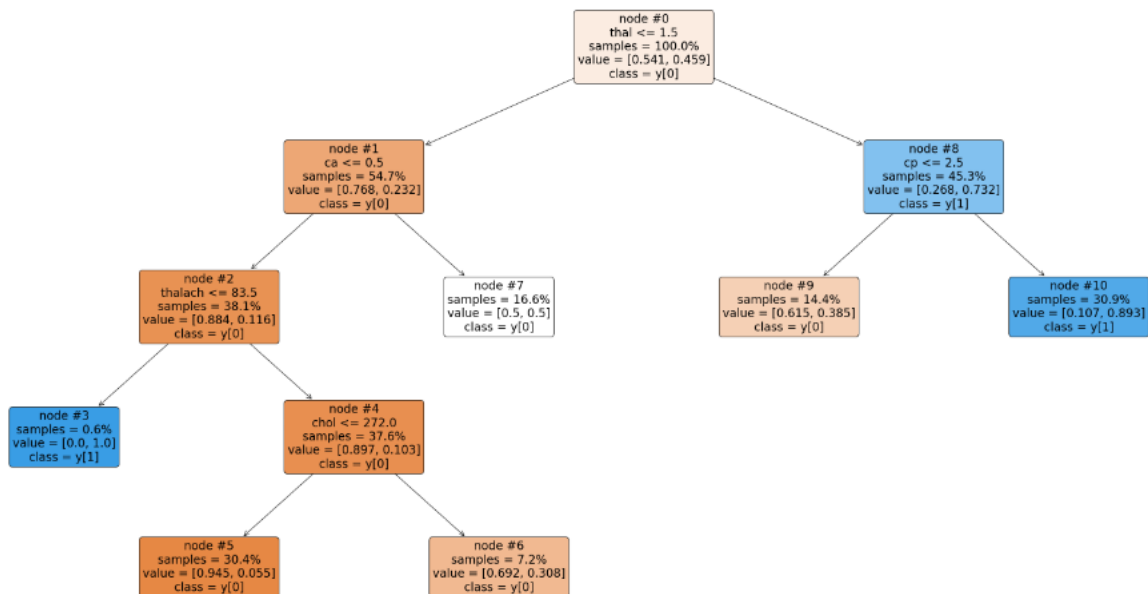 node #0
thal <= 1.5
samples = 100.0%
value = [0.541, 0.459]
class = y[0]
node #1
ca <= 0.5
samples = 54.7%
value = [0.768, 0.232]
class = y[0]
node #8
cp <= 2.5
samples = 45.3%
value = [0.268, 0.732]
class = y[1]
node #2
thalach <= 83.5
samples = 38.1%
value = [0.884, 0.116]
class = y[0]
node #7
samples = 16.6%
value = [0.5, 0.5]
class = y[0]
node #9
samples = 14.4%
value = [0.615, 0.385]
class = y[0]
node #10
samples = 30.9%
value = [0.107, 0.893]
class = y[1]
node #3
samples = 0.6%
value = [0.0, 1.0]
class = y[1]
node #4
chol <= 272.0
samples = 37.6%
value = [0.897, 0.103]
class = y[0]
node #5
samples = 30.4%
value = [0.945, 0.055]
class = y[0]
node #6
samples = 7.2%
value = [0.692, 0.308]
class = y[0]